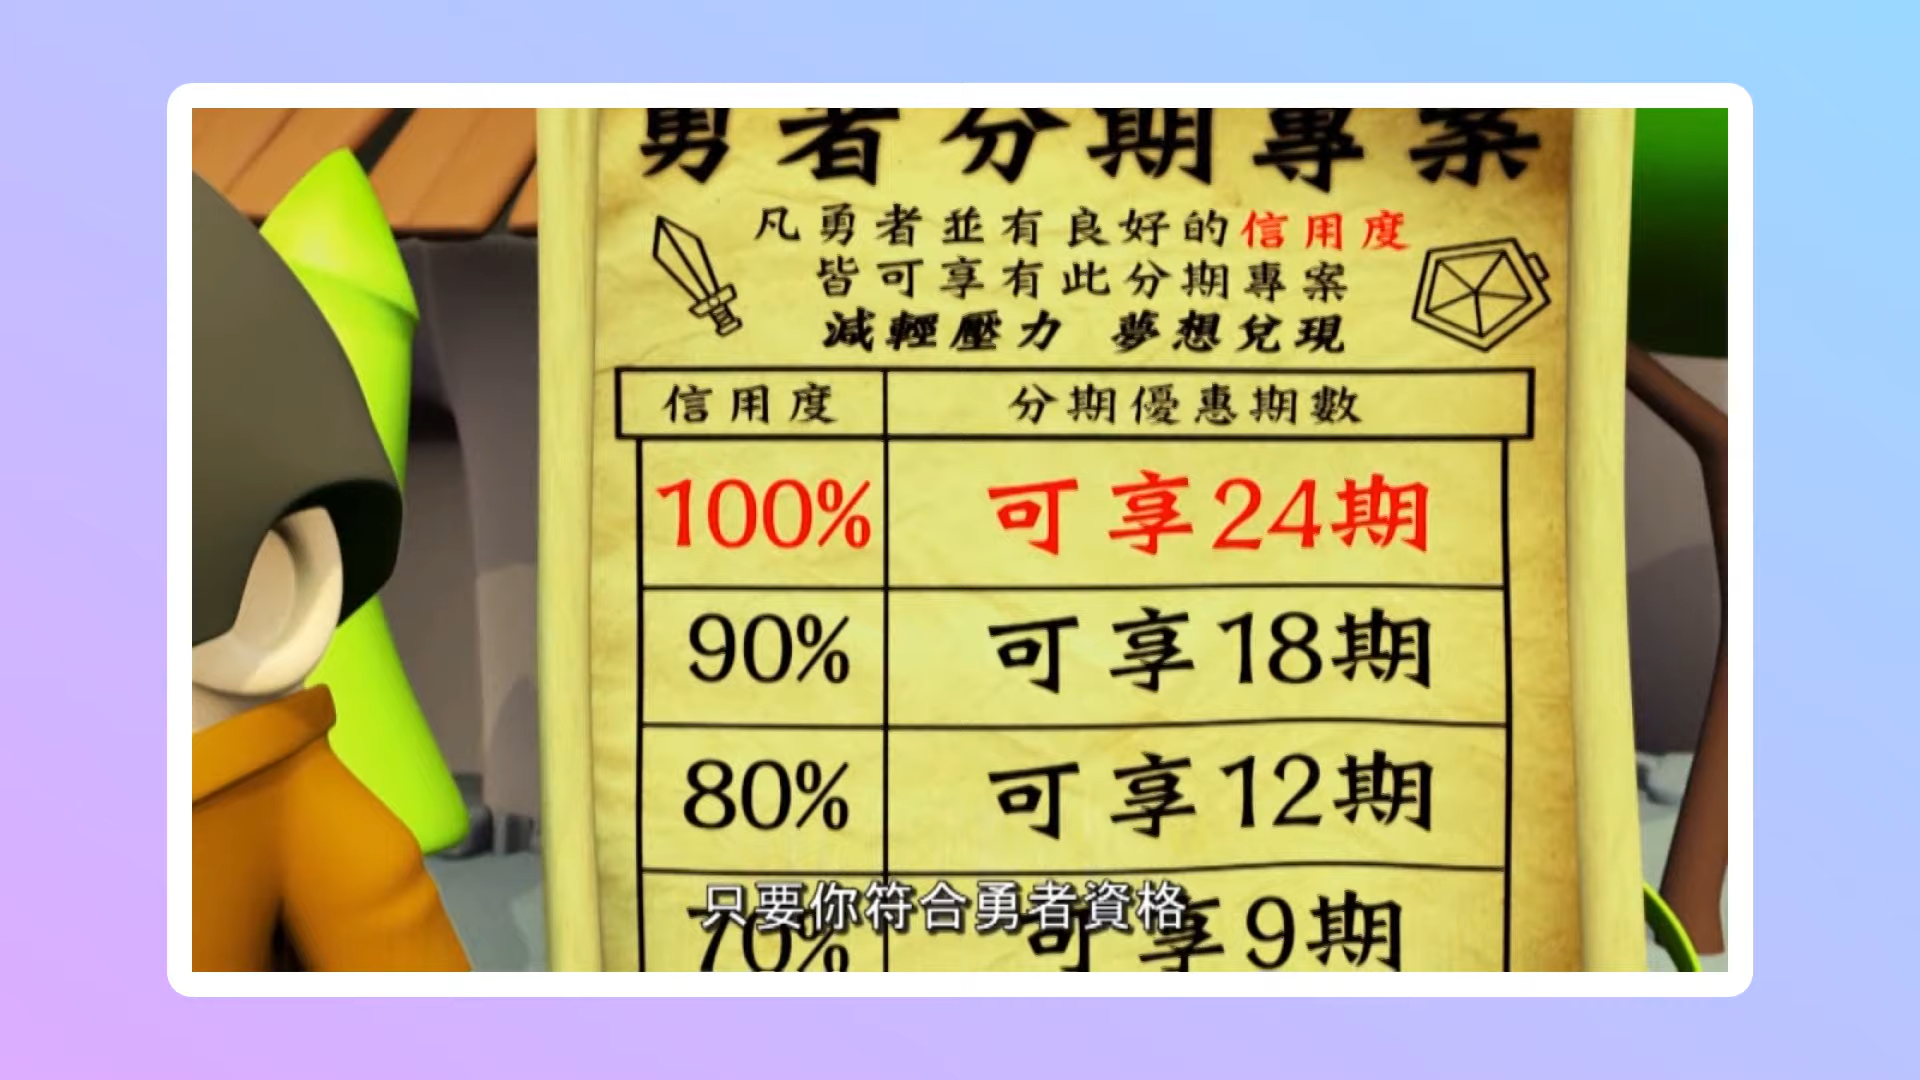 勇者分期專案
凡勇者並有良好的信用度
皆可享有此分期專案
減輕壓力 夢想兌現
信用度 分期優惠期數
100% 可享24期
90% 可享18期
80% 可享12期
70% 可享9期
只要你符合勇者資格